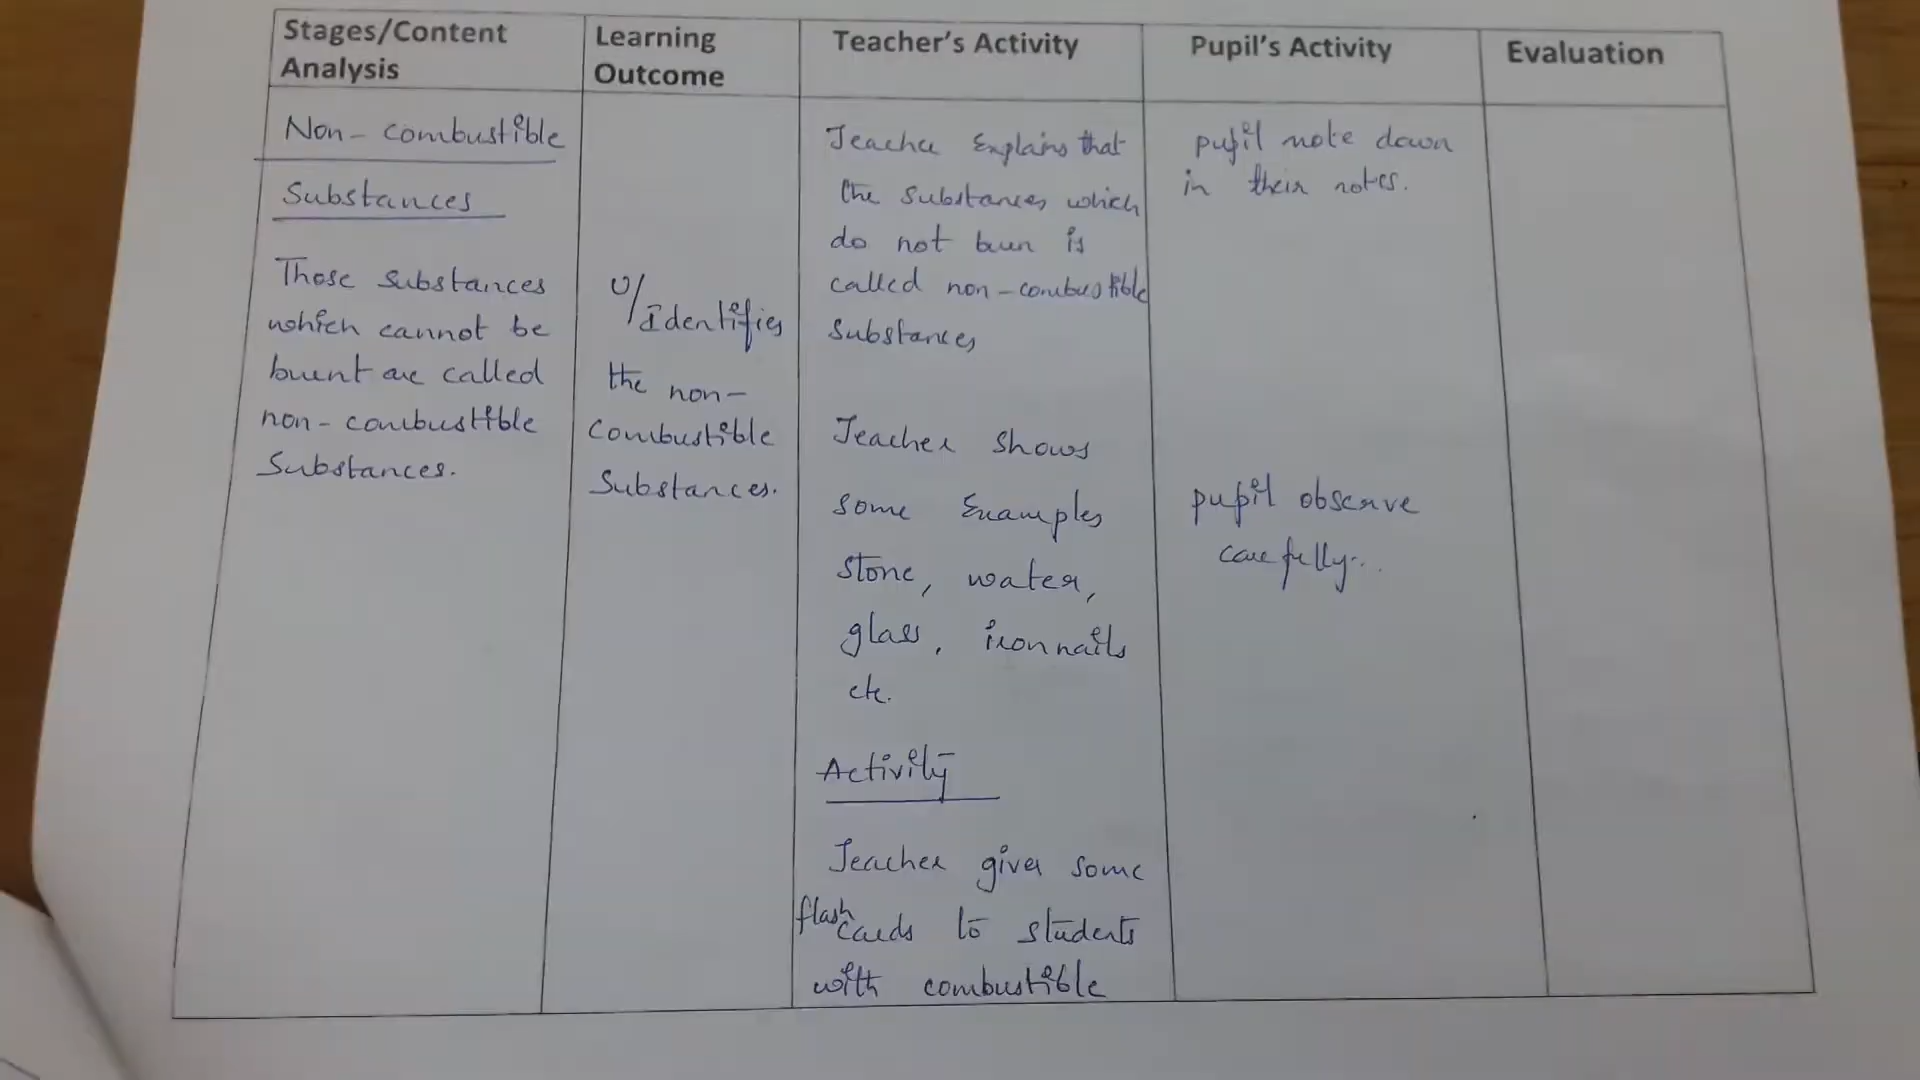 Stages/Content
Analysis
Learning
Outcome
Teacher's Activity
Pupil's Activity
Evaluation
Non-combustible
Substances
Those substances
which cannot be
burnt are called
non-combustible
Substances.
U/Identifies
the non-
combustible
Substances.
Teacher Explains that
the substances which
do not burn is
called non-combustible
substances
Teacher shows
some Examples
stone, water,
glass, iron nails
etc.
Activity
Teacher gives some
flash cards to students
with combustible
pupil note down
in their notes.
pupil observe
carefully...